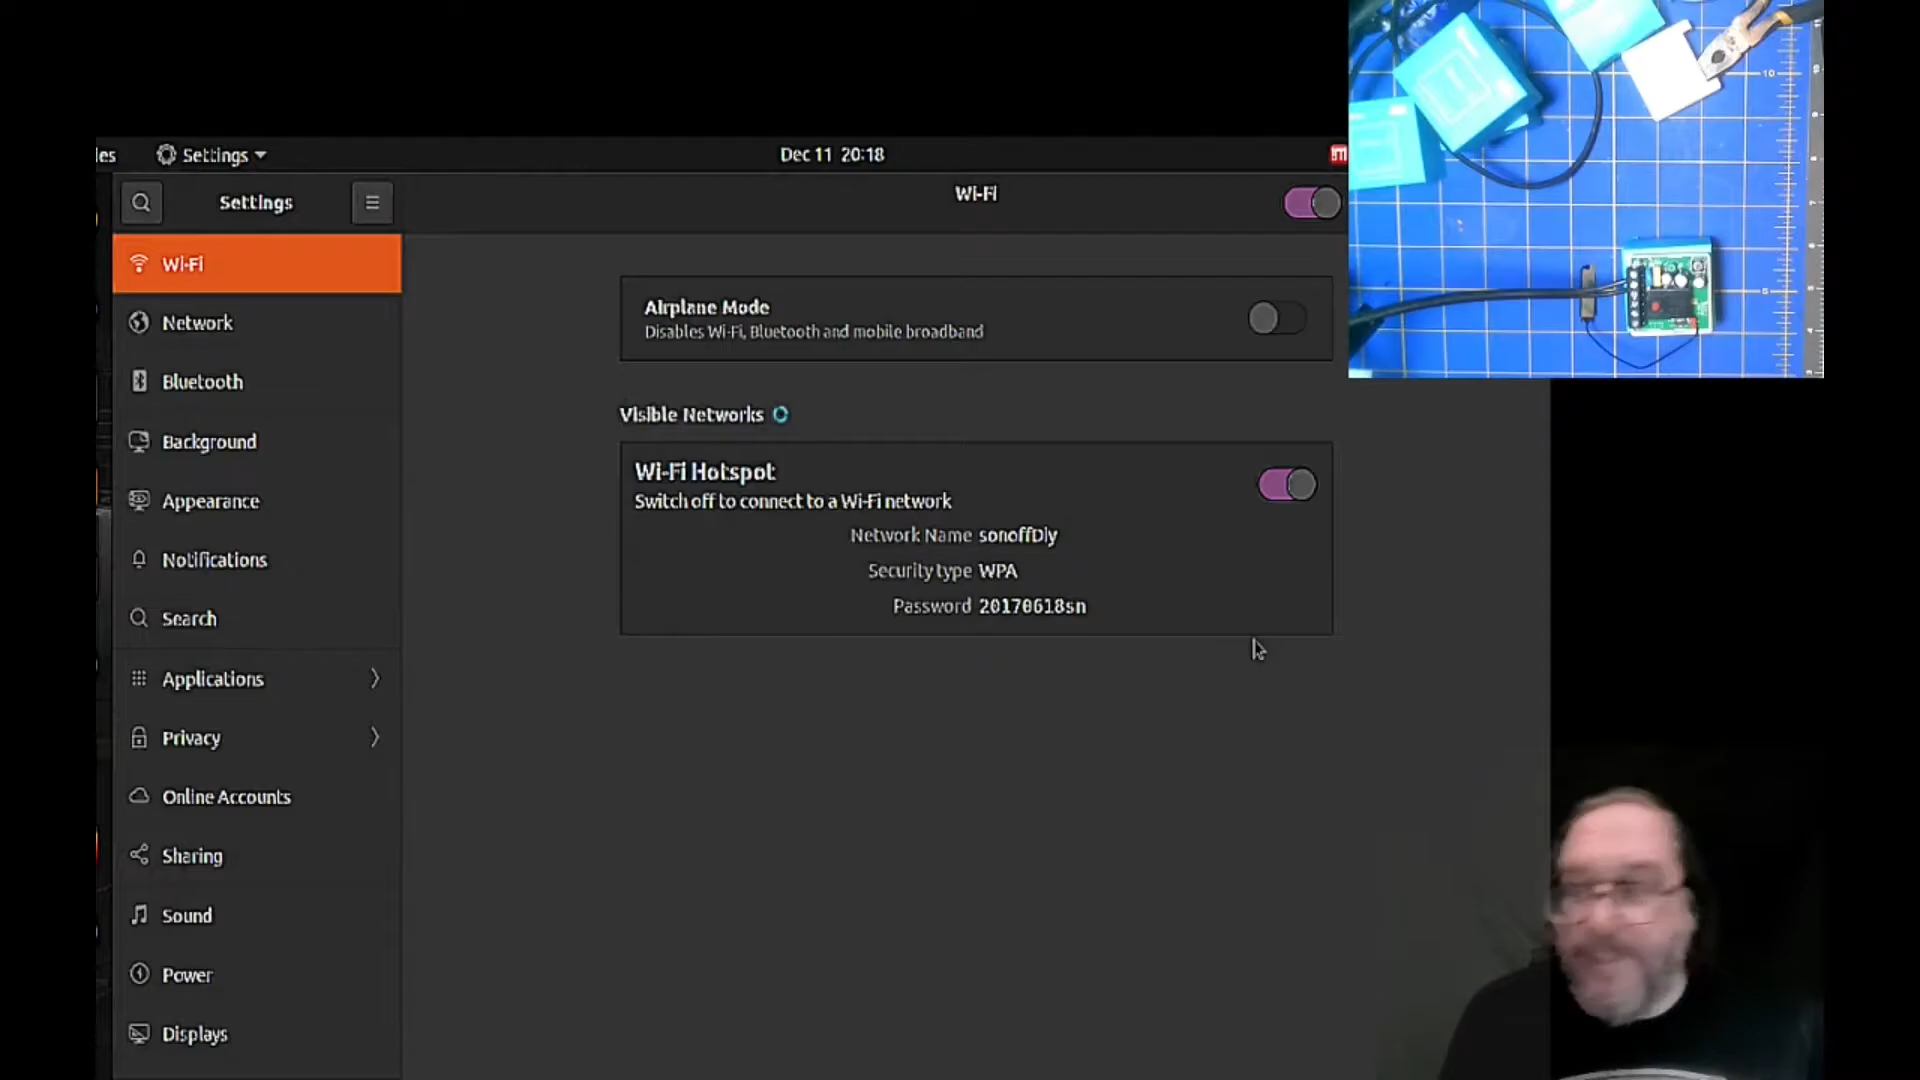 les
Settings
Dec 11 20:18
Settings
Wi-Fi
Wi-Fi
Network
Bluetooth
Background
Appearance
Notifications
Search
Applications
Privacy
Online Accounts
Sharing
Sound
Power
Displays
Airplane Mode
Disables Wi-Fi, Bluetooth and mobile broadband
Visible Networks
Wi-Fi Hotspot
Switch off to connect to a Wi-Fi network
Network Name sonoffDiy
Security type WPA
Password 20170618sn
10